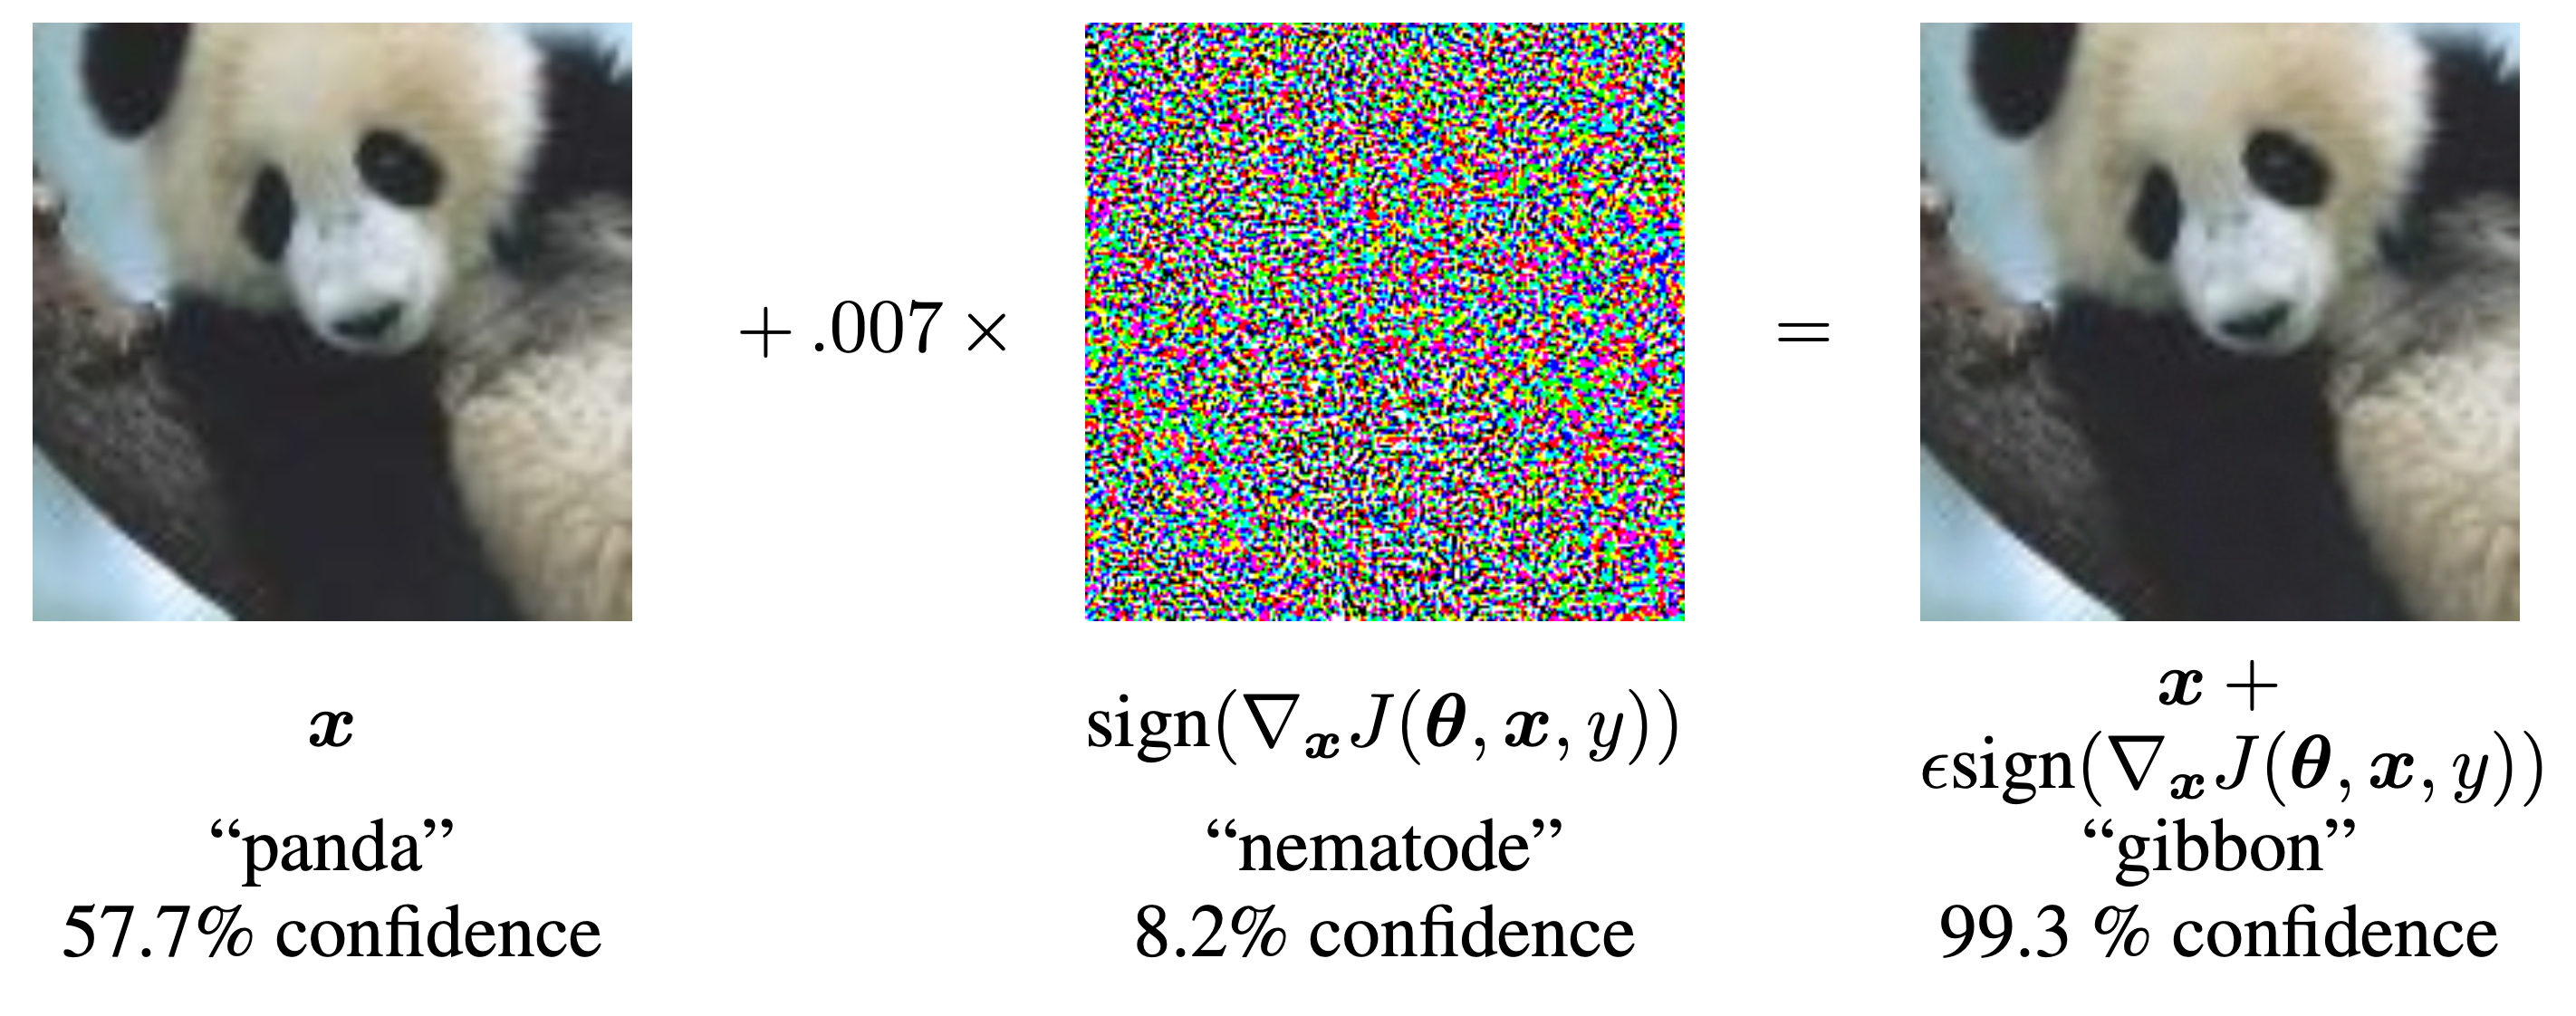 + .007 ×
=
x
sign(∇ₓJ(θ, x, y))
x +
ϵsign(∇ₓJ(θ, x, y))
“panda”
“nematode”
“gibbon”
57.7% confidence
8.2% confidence
99.3 % confidence